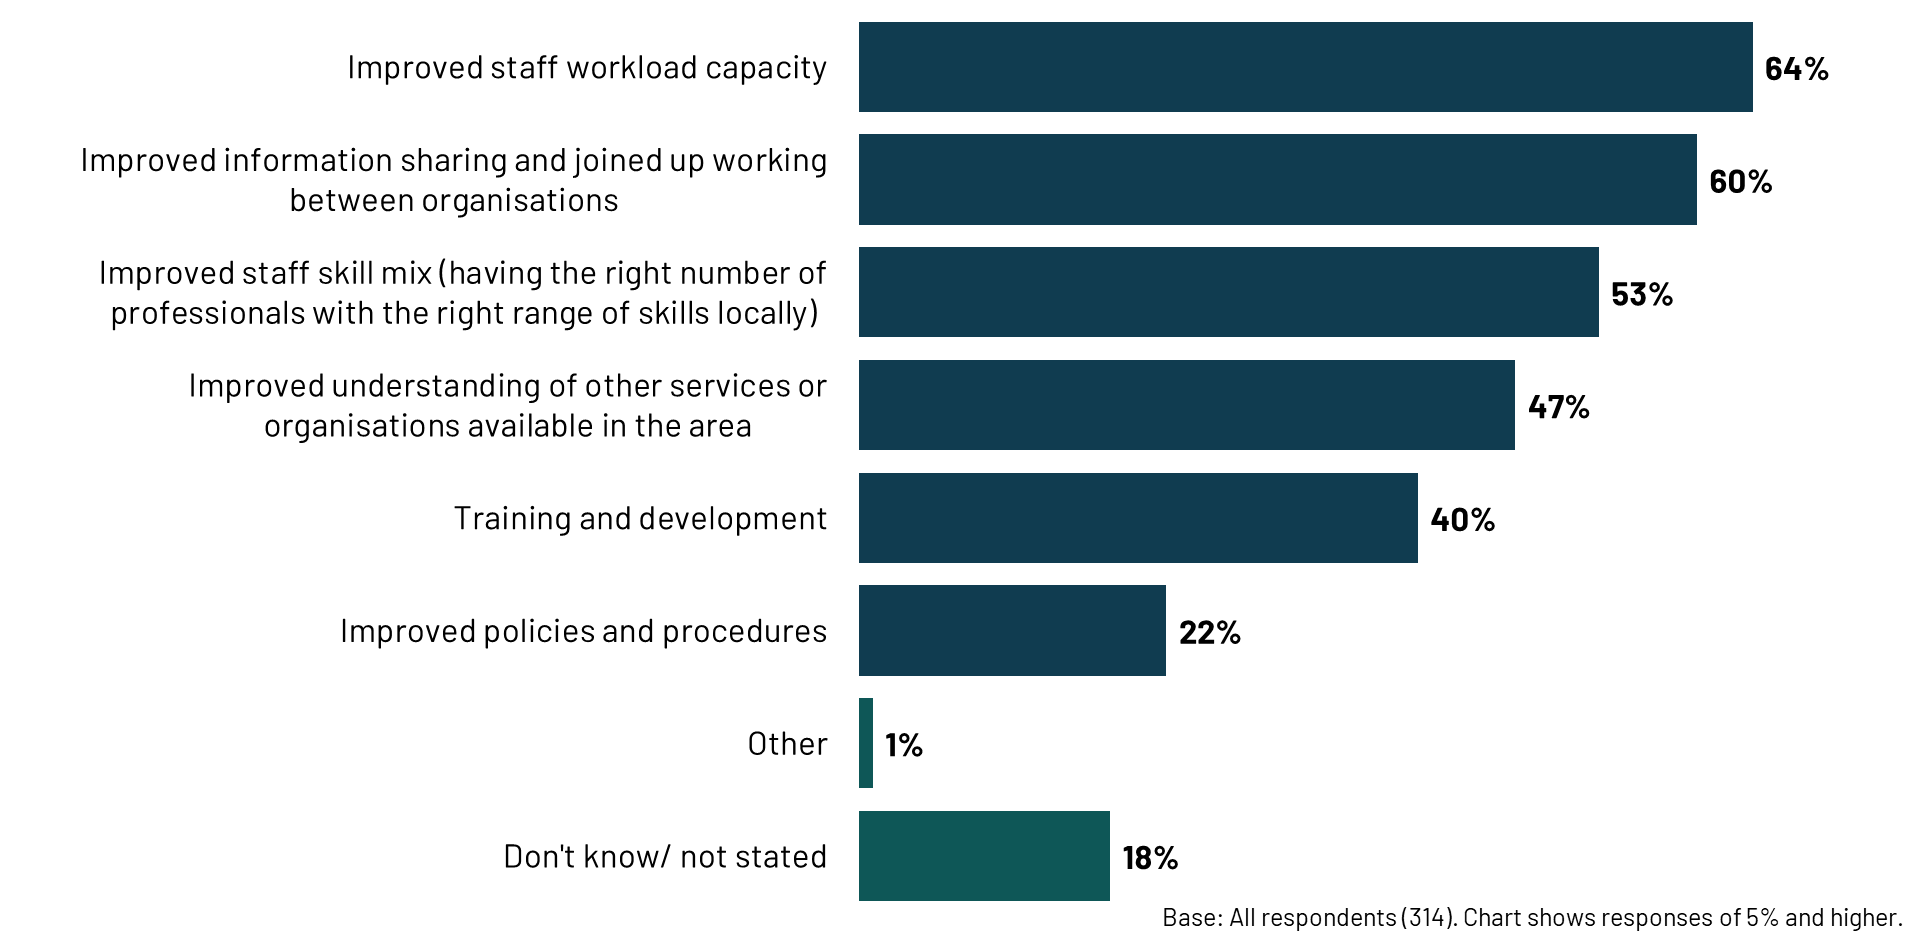 Improved staff workload capacity
64%
Improved information sharing and joined up working
between organisations
60%
Improved staff skill mix (having the right number of
professionals with the right range of skills locally)
53%
Improved understanding of other services or
organisations available in the area
47%
Training and development
40%
Improved policies and procedures
22%
Other
1%
Don't know/ not stated
18%
Base: All respondents (314). Chart shows responses of 5% and higher.